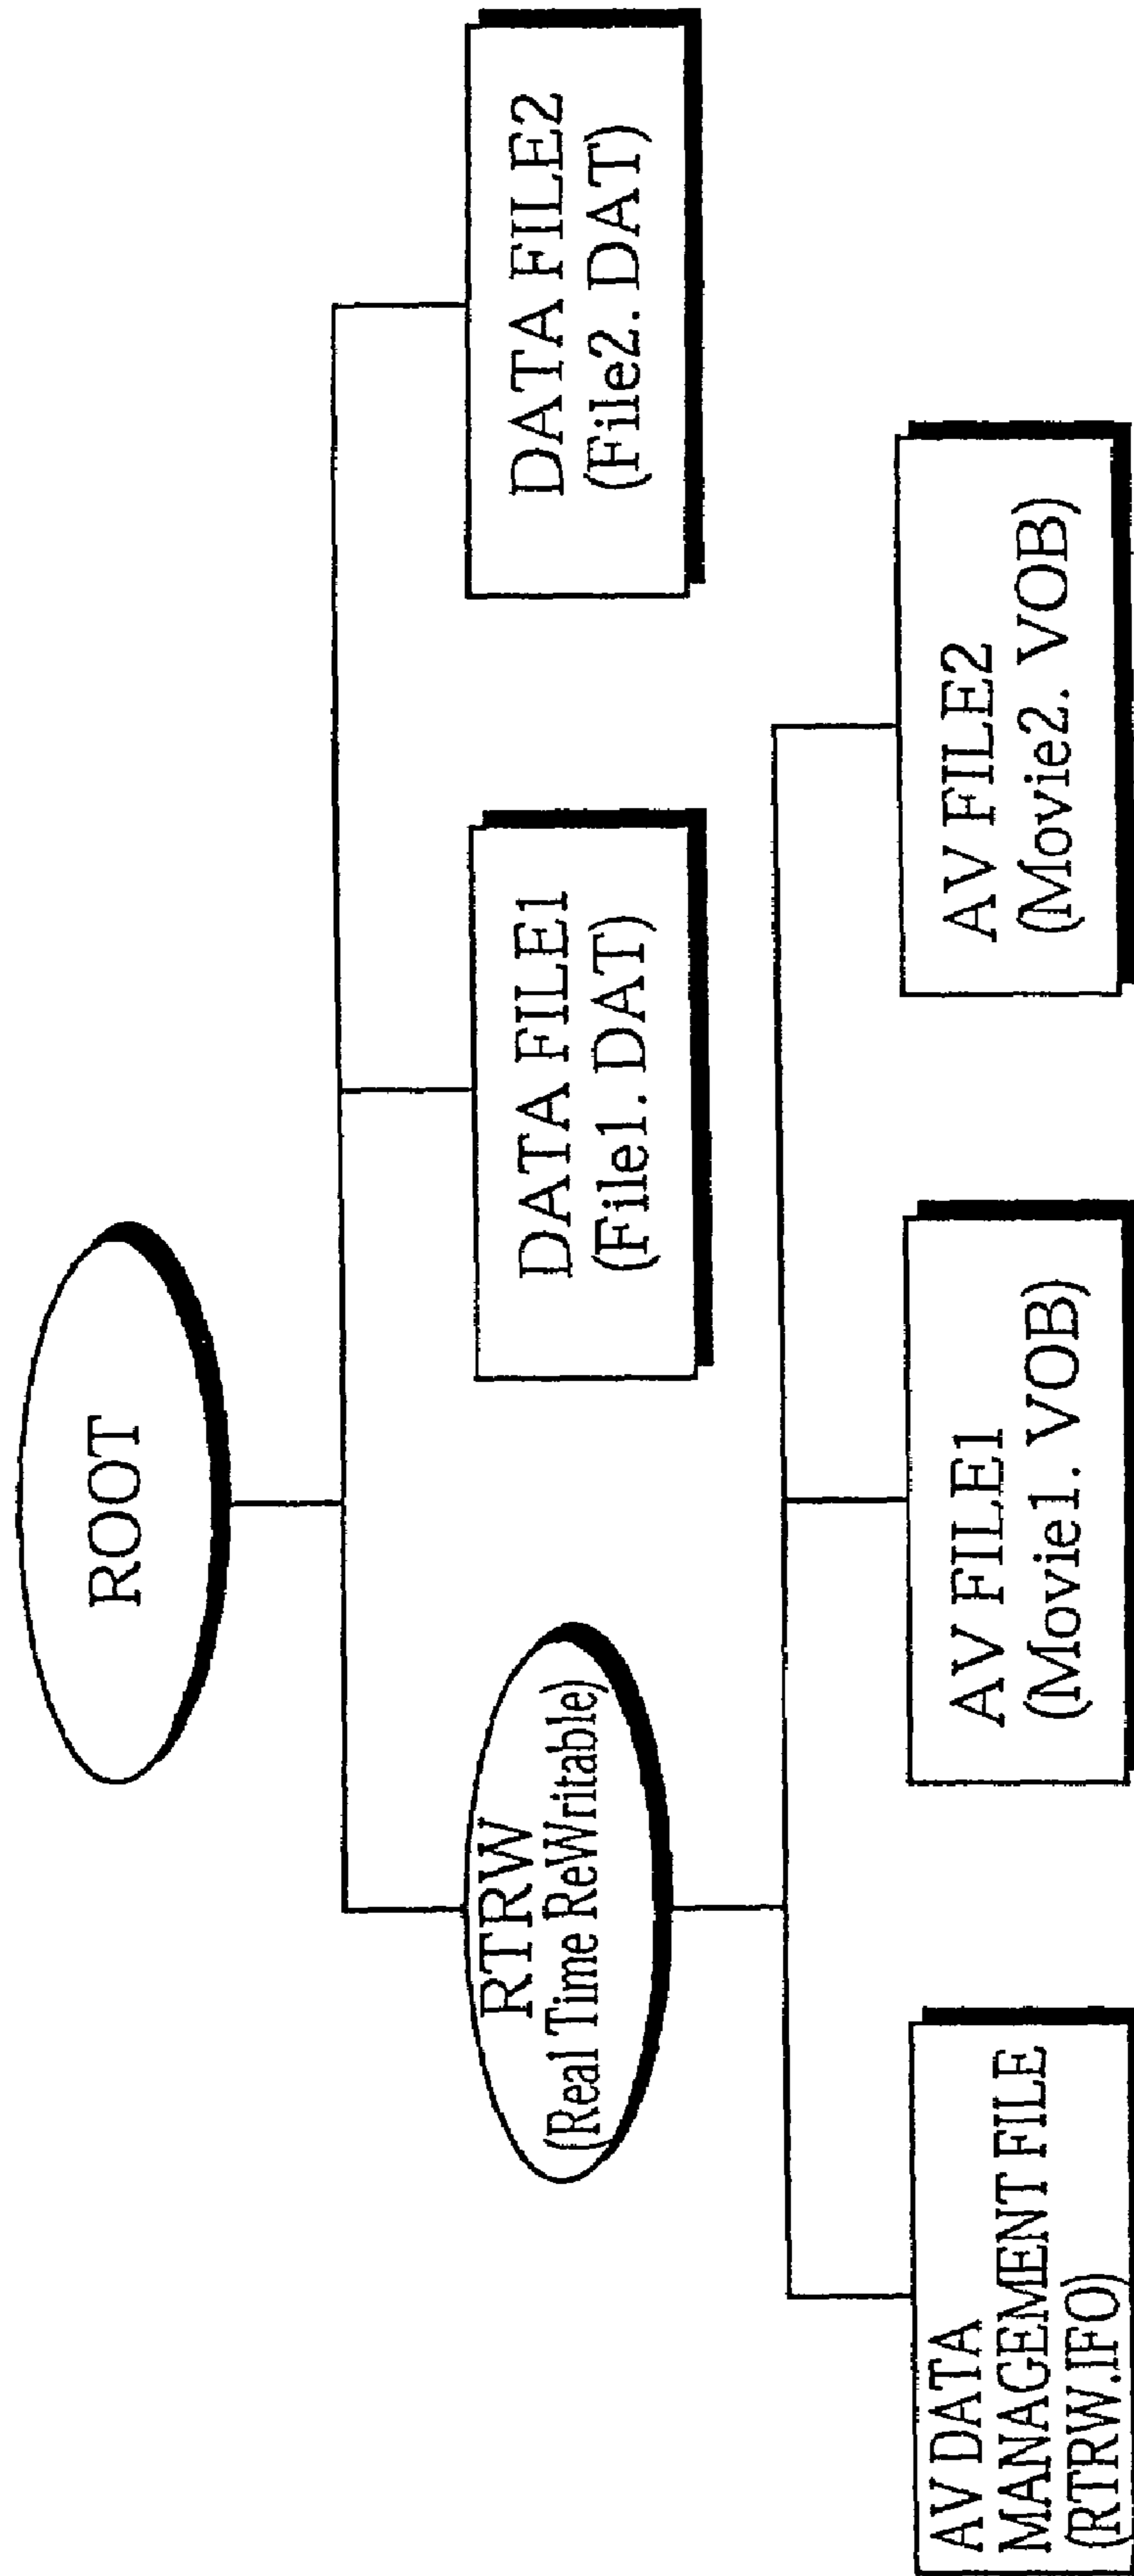 ROOT
RTRW
(Real Time ReWritable)
DATA FILE1
(File1. DAT)
DATA FILE2
(File2. DAT)
AV DATA
MANAGEMENT FILE
(RTRW.IFO)
AV FILE1
(Movie1. VOB)
AV FILE2
(Movie2. VOB)